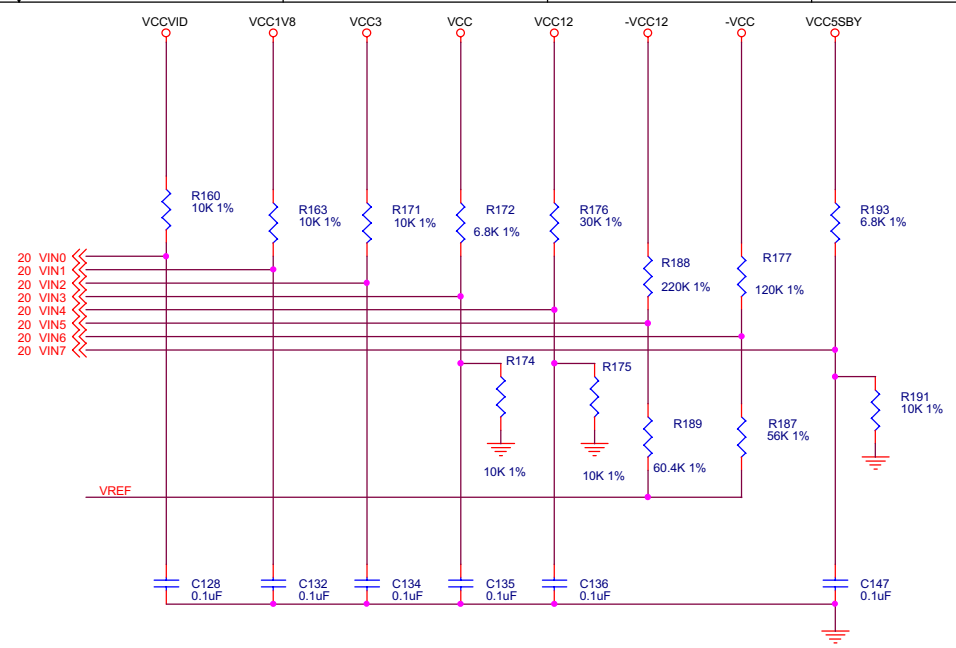 VCCVID VCC1V8 VCC3 VCC VCC12 -VCC12 -VCC VCC5SBY
R160
10K 1%
R163
10K 1%
R171
10K 1%
R172
6.8K 1%
R176
30K 1%
R193
6.8K 1%
20 VIN0
20 VIN1
20 VIN2
20 VIN3
20 VIN4
20 VIN5
20 VIN6
20 VIN7
R188
220K 1%
R177
120K 1%
R174
10K 1%
R175
10K 1%
R189
60.4K 1%
R187
56K 1%
R191
10K 1%
VREF
C128
0.1uF
C132
0.1uF
C134
0.1uF
C135
0.1uF
C136
0.1uF
C147
0.1uF